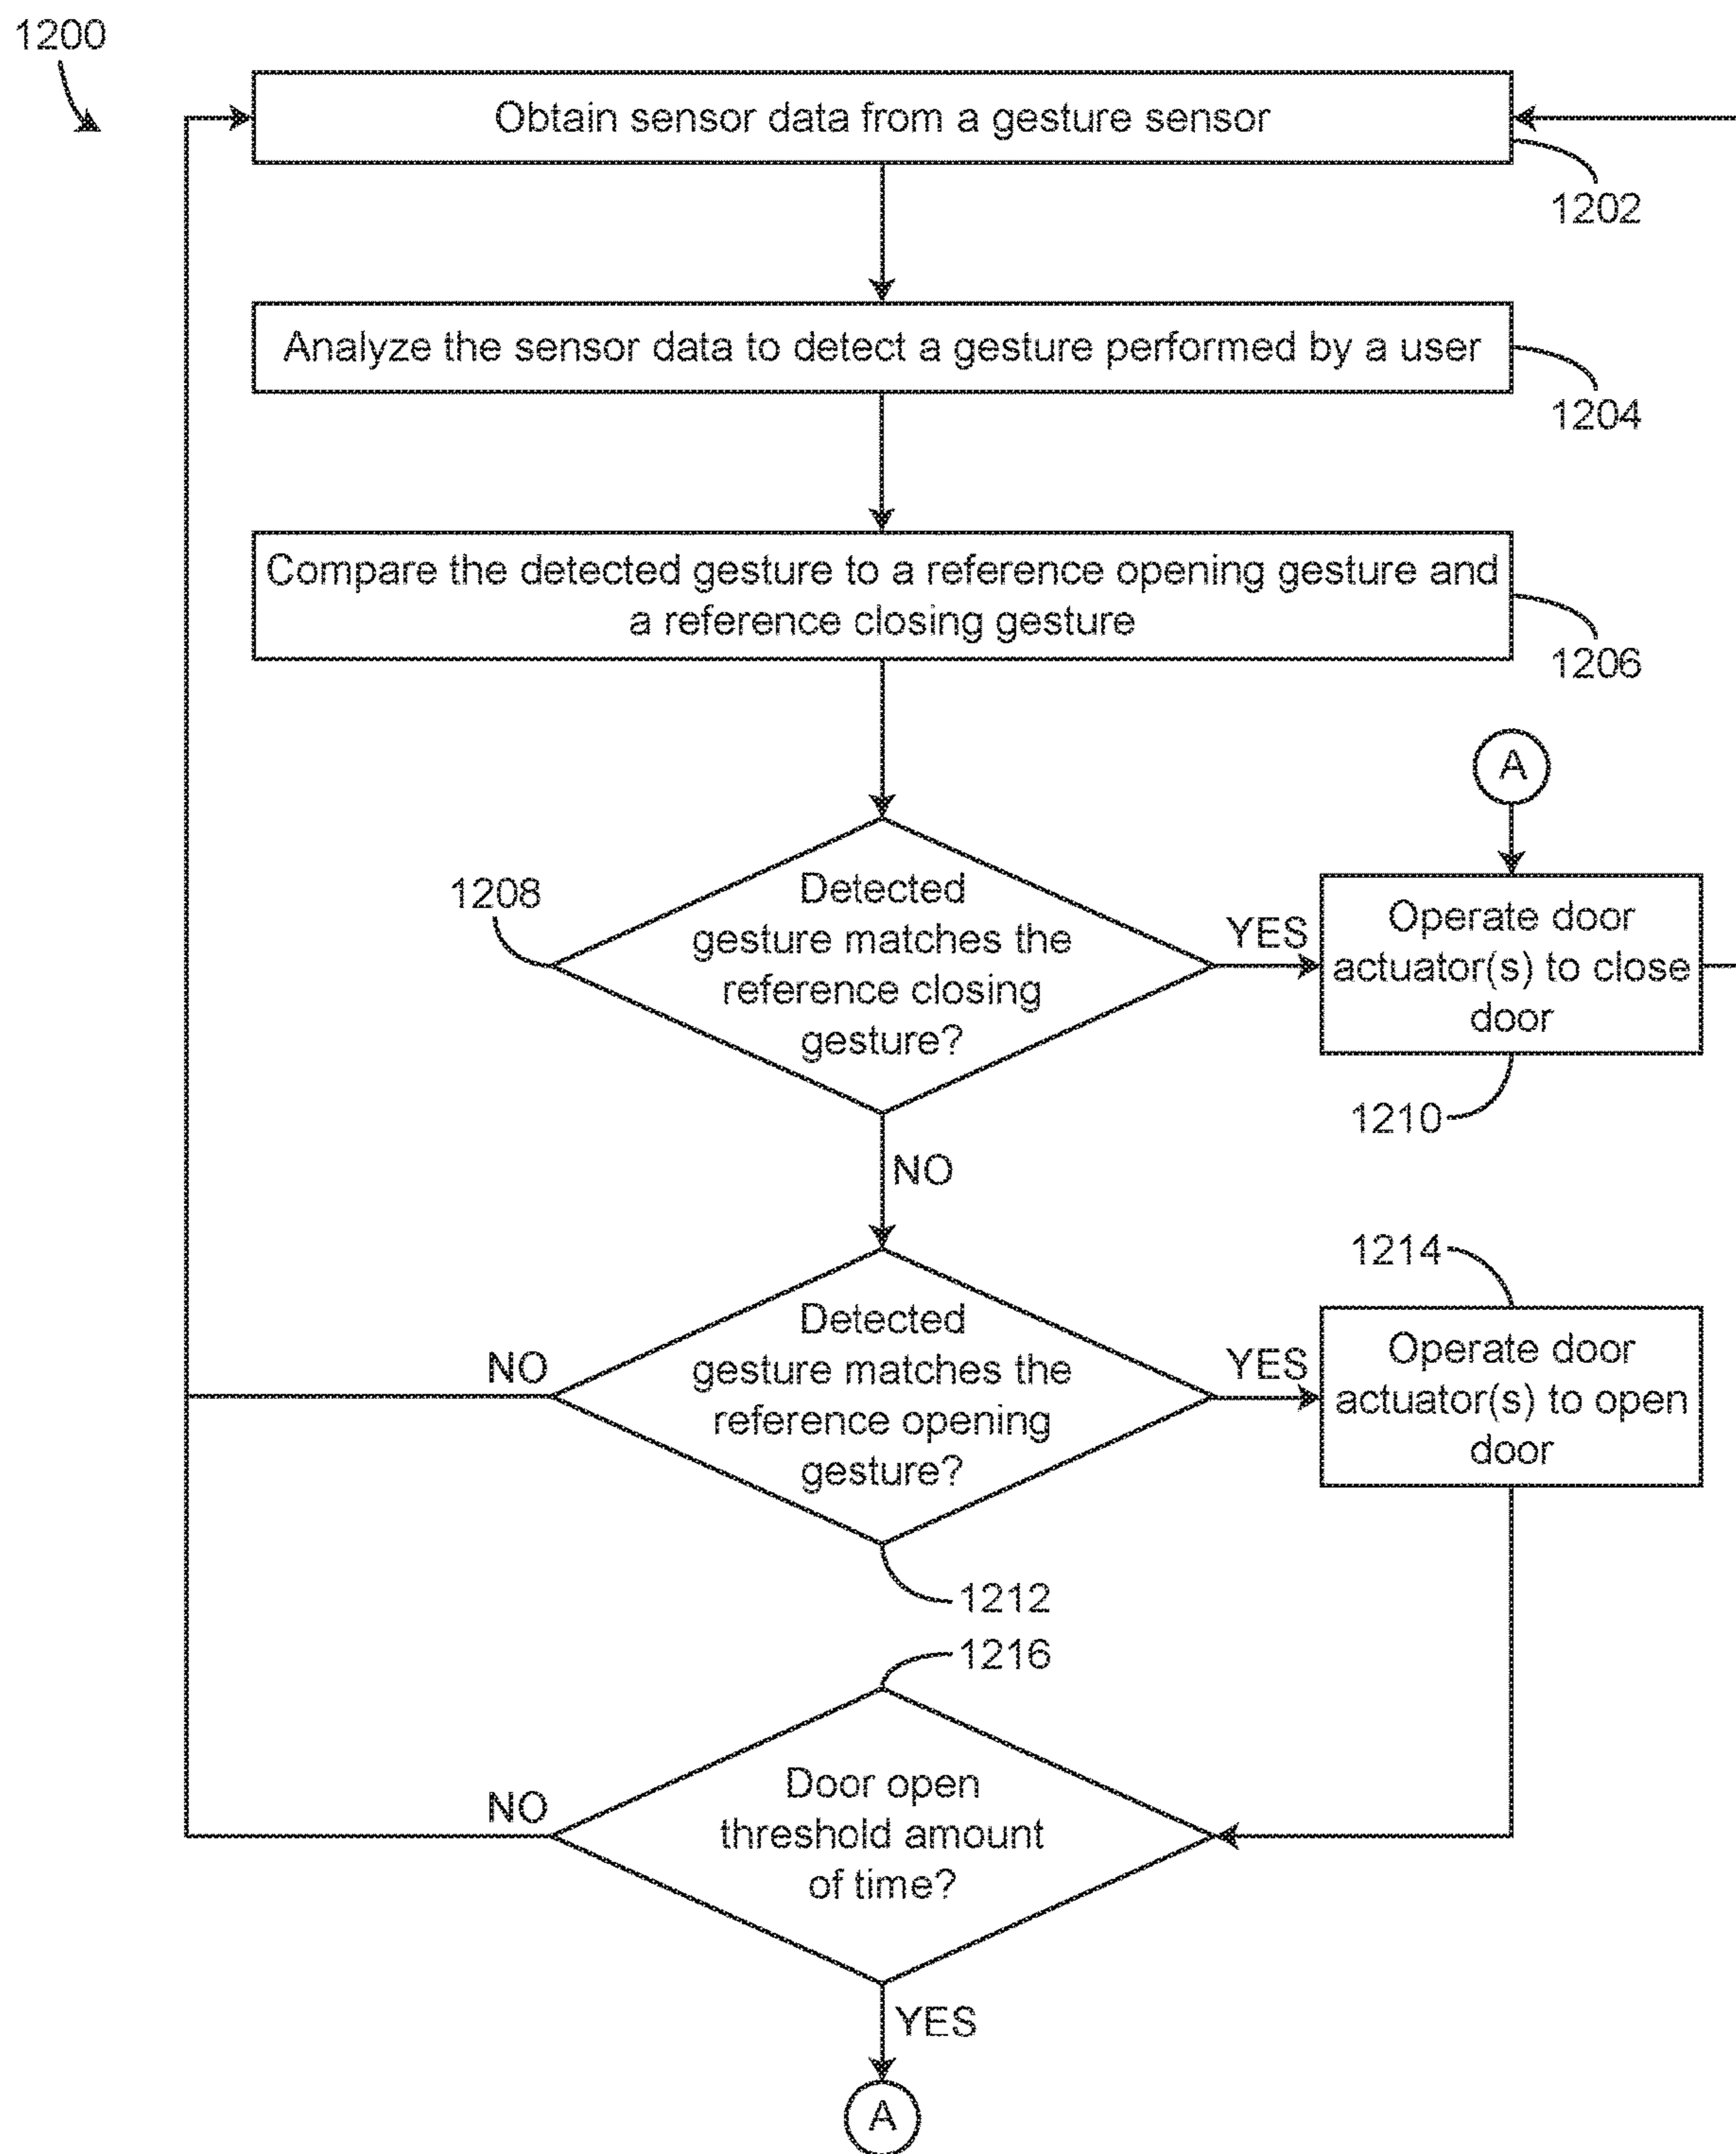 1200
Obtain sensor data from a gesture sensor
1202
Analyze the sensor data to detect a gesture performed by a user
1204
Compare the detected gesture to a reference opening gesture and
a reference closing gesture
1206
A
1208
Detected
gesture matches the
reference closing
gesture?
YES
Operate door
actuator(s) to close
door
1210
NO
1214
Detected
gesture matches the
reference opening
gesture?
NO
YES
Operate door
actuator(s) to open
door
1212
1216
Door open
threshold amount
of time?
NO
YES
A